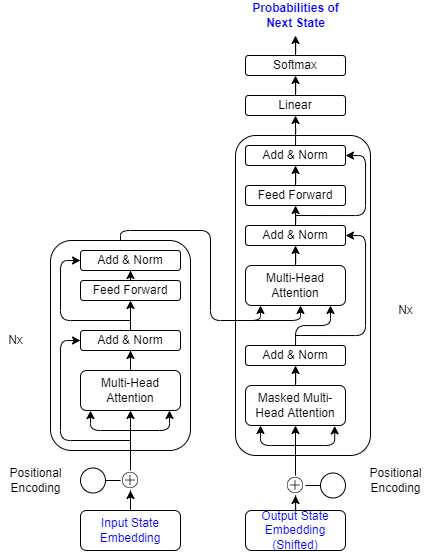 Probabilities of
Next State
Softmax
Linear
Add & Norm
Feed Forward
Add & Norm
Multi-Head
Attention
Nx
Add & Norm
Masked Multi-
Head Attention
Add & Norm
Feed Forward
Nx
Add & Norm
Multi-Head
Attention
Positional
Encoding
Positional
Encoding
Input State
Embedding
Output State
Embedding
(Shifted)